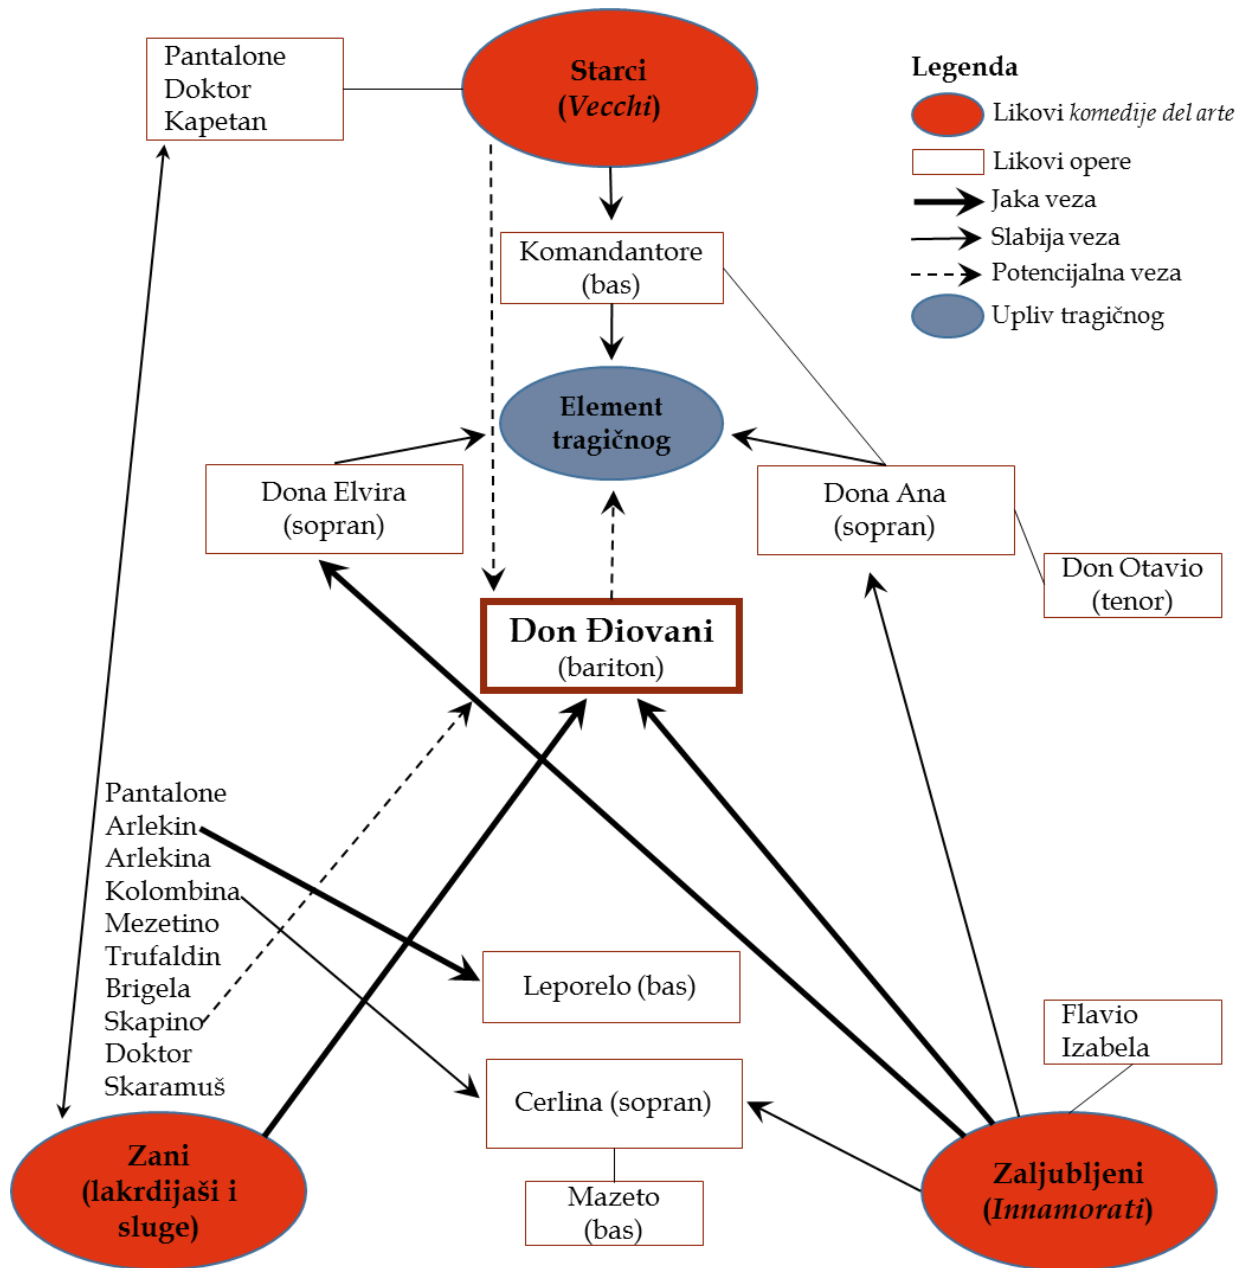 Pantalone
Doktor
Kapetan
Starci
(Vecchi)
Legenda
Likovi komedije del arte
Likovi opere
Jaka veza
Slabija veza
Potencijalna veza
Upliv tragičnog
Komandantore
(bas)
Element
tragičnog
Dona Elvira
(sopran)
Dona Ana
(sopran)
Don Otavio
(tenor)
Don Điovani
(bariton)
Pantalone
Arlekin
Arlekina
Kolombina
Mezetino
Trufaldin
Brigela
Skapino
Doktor
Skaramuš
Leporelo (bas)
Flavio
Izabela
Cerlina (sopran)
Mazeto
(bas)
Zani
(lakrdijaši i
sluge)
Zaljubljeni
(Innamorati)